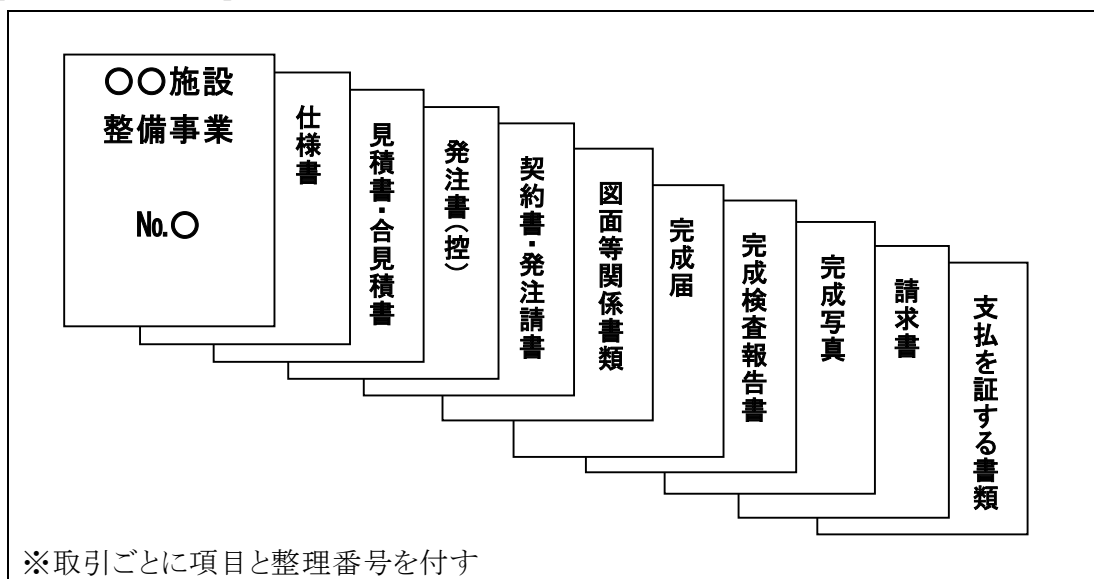 〇〇施設
整備事業
№〇
仕様書
見積書・合見積書
発注書(控)
契約書・発注請書
図面等関係書類
完成届
完成検査報告書
完成写真
請求書
支払を証する書類
※取引ごとに項目と整理番号を付す